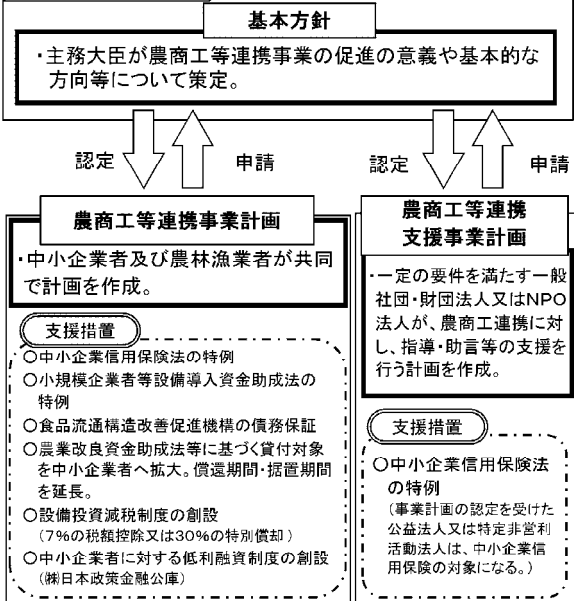 基本方針
・主務大臣が農商工等連携事業の促進の意義や基本的な
方向等について策定。
認定
申請
認定
申請
農商工等連携事業計画
・中小企業者及び農林漁業者が共同
で計画を作成。
支援措置
○中小企業信用保険法の特例
○小規模企業者等設備導入資金助成法の
特例
○食品流通構造改善促進機構の債務保証
○農業改良資金助成法等に基づく貸付対象
を中小企業者へ拡大。償還期間・据置期間
を延長。
○設備投資減税制度の創設
(7%の税額控除又は30%の特別償却)
○中小企業者に対する低利融資制度の創設
(㈱日本政策金融公庫)
農商工等連携
支援事業計画
・一定の要件を満たす一般
社団・財団法人又はNPO
法人が、農商工連携に対
し、指導・助言等の支援を
行う計画を作成。
支援措置
○中小企業信用保険法
の特例
(事業計画の認定を受けた
公益法人又は特定非営利
活動法人は、中小企業信
用保険の対象になる。)